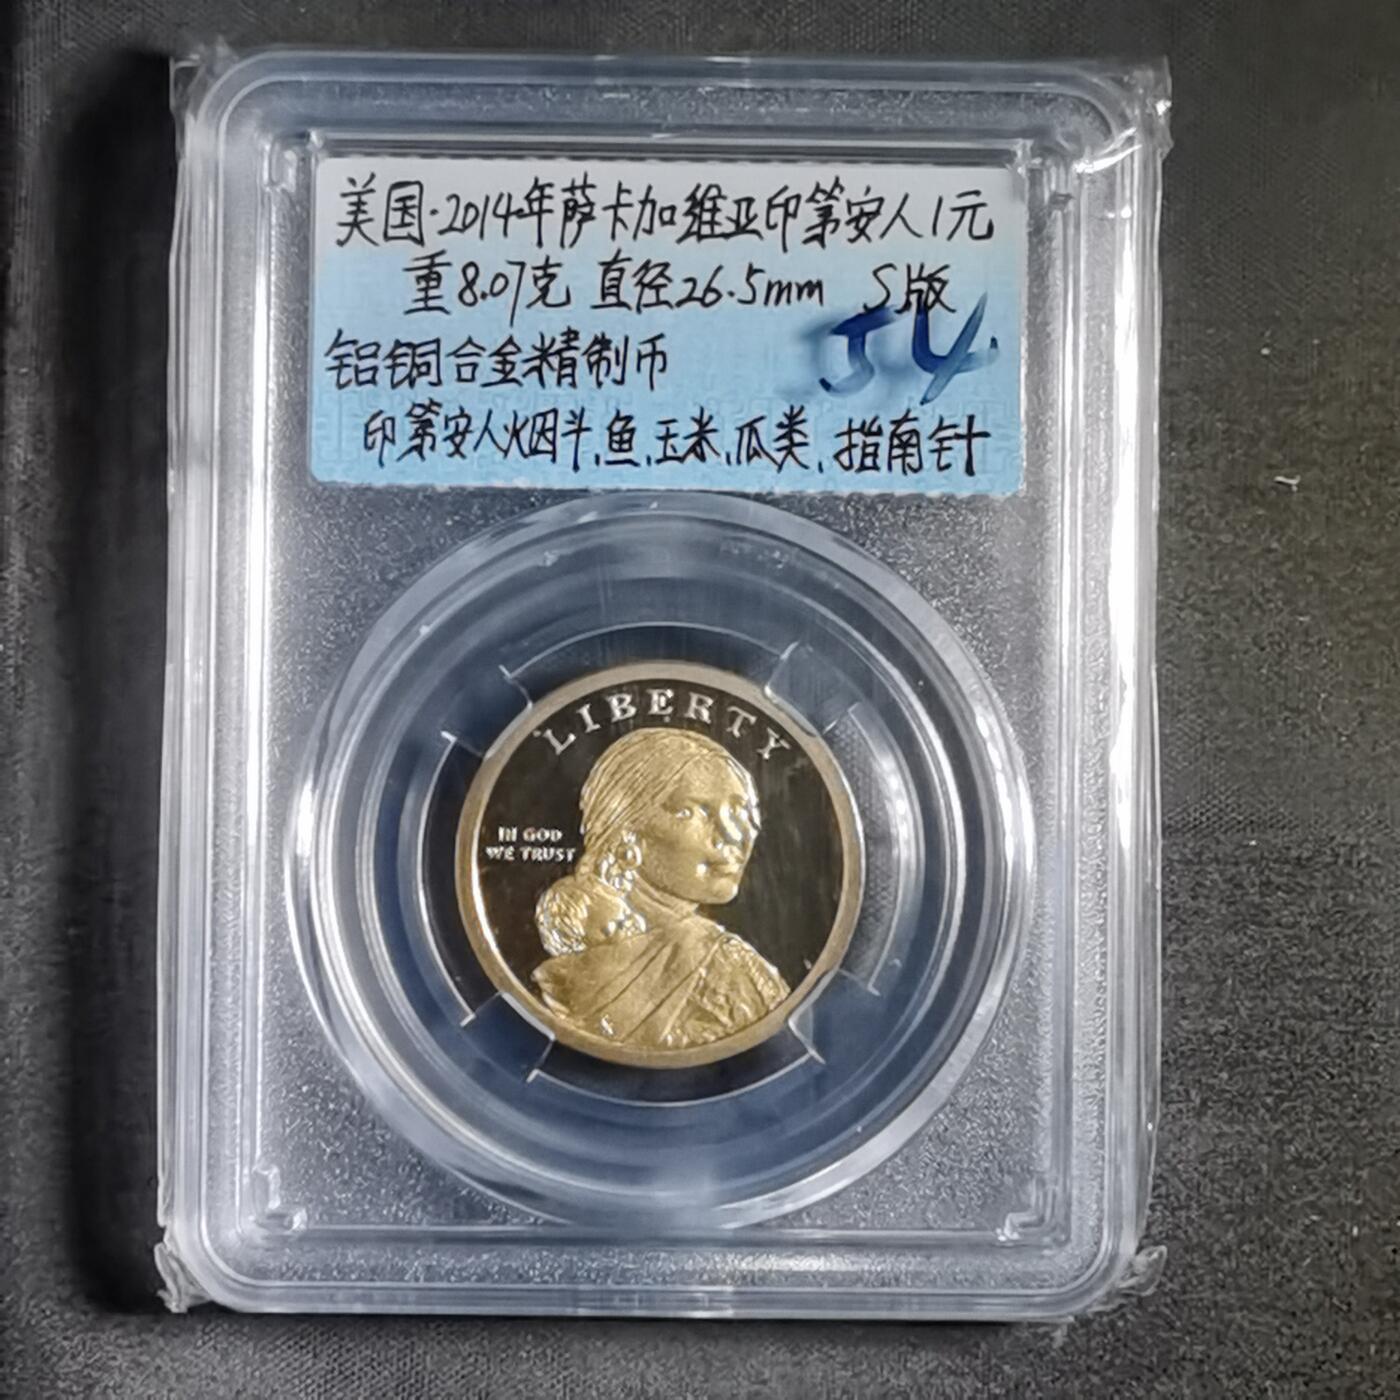 美国·2014年萨卡加维亚印第安人1元
重8.07克 直径26.5mm S版
54
铝铜合金精制币
印第安人烟斗、鱼、玉米、瓜类、指南针
LIBERTY
IN GOD
WE TRUST